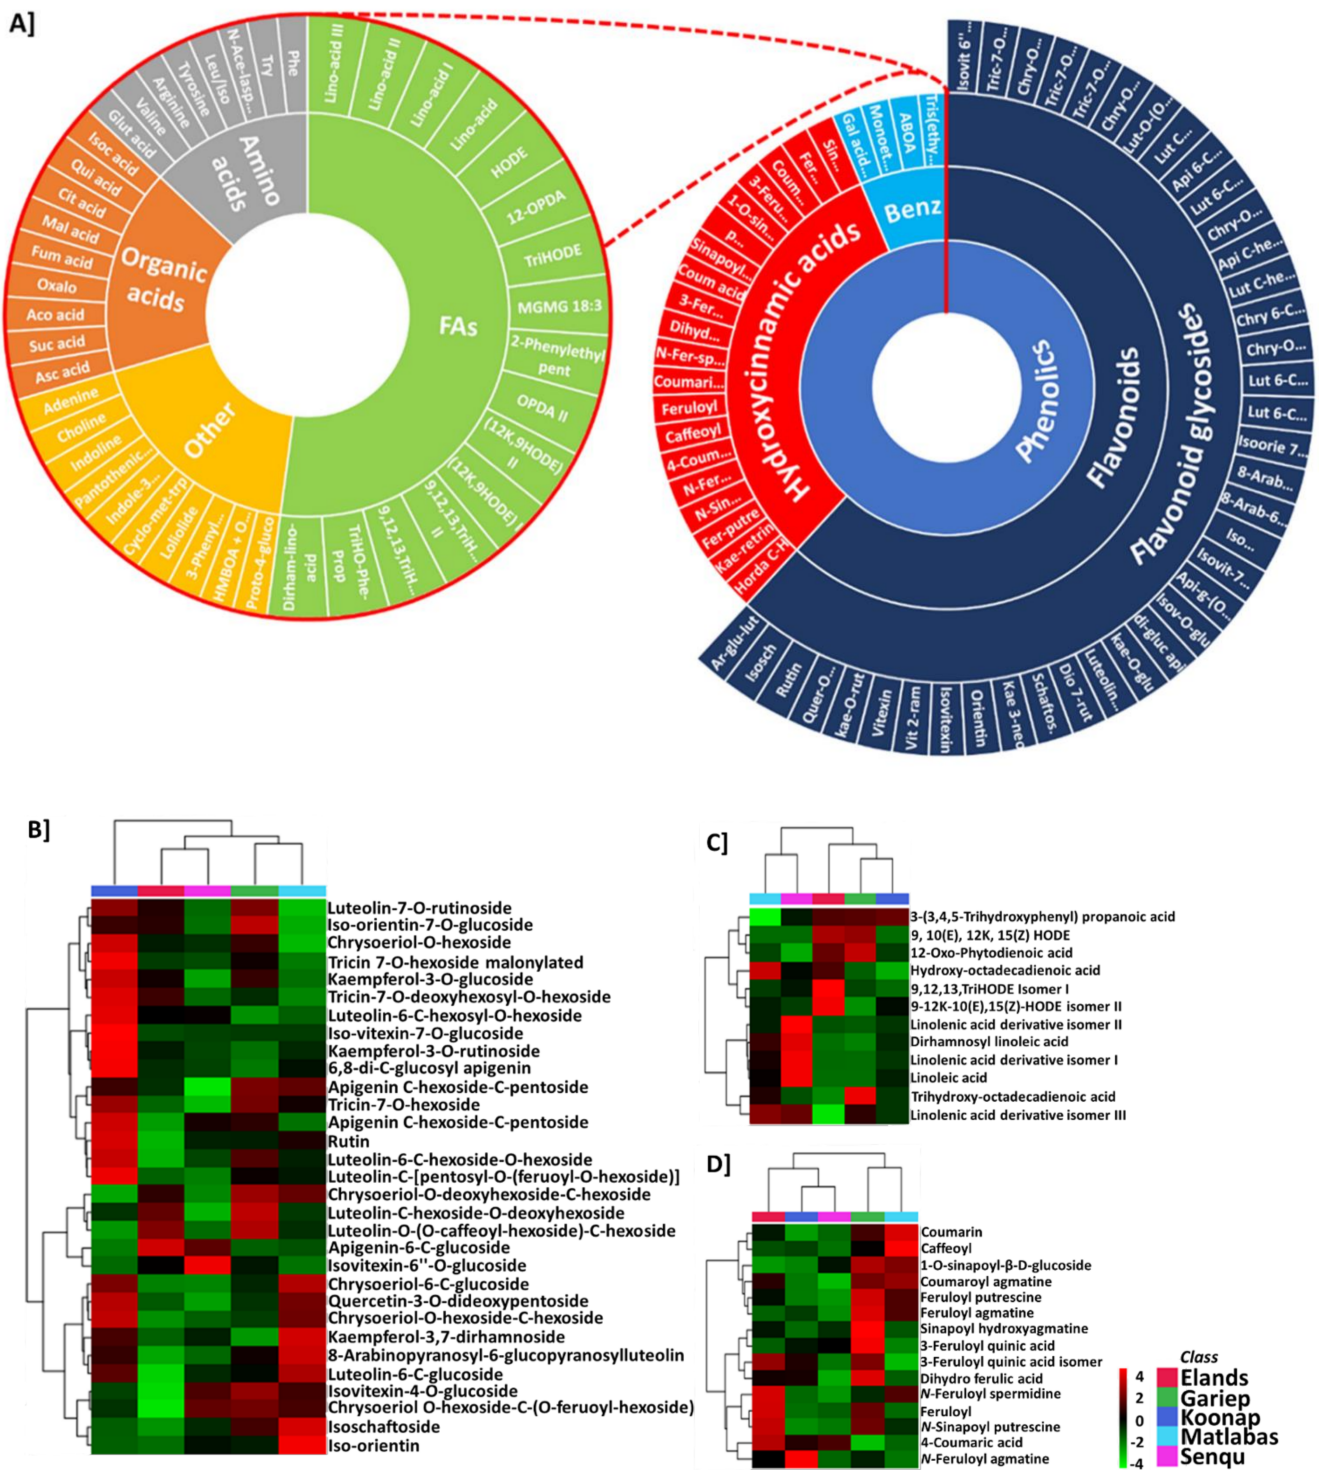 A]
Lino-acid III
Lino-acid II
Lino-acid I
Lino-acid
HODE
12-OPDA
TriHODE
MGMG 18:3
2-Phenylethyl
pent
OPDA II
(12K,9HODE)
II
(12K,9HODE) I
9,12,13,TriH...
II
9,12,13,TriH...
TriHO-Phe-
Prop
Dirham-lino-
acid
FAs
Proto-4-gluco
HMBOA + O...
3-Phenyl...
Loliolide
Cyclo-met-trp
Indole-3...
Pantothenic...
Indoline
Choline
Adenine
Other
Asc acid
Suc acid
Aco acid
Oxalo
Fum acid
Mal acid
Cit acid
Qui acid
Isoc acid
Organic
acids
Glut acid
Valine
Arginine
Tyrosine
Leu/Iso
N-Ace-lasp...
Try
Phe
Amino
acids
Isovit 6''...
Tric-7-O...
Chry-O...
Tric-7-O...
Tric-7-O...
Chry-O...
Lut-O-(O...
Lut C...
Api 6-C...
Lut 6-C...
Chry-O...
Api C-he...
Lut C-he...
Chry 6-C...
Chry-O...
Lut 6-C...
Lut 6-C...
Isoorie 7...
8-Arab...
8-Arab-6...
Iso...
Isovit-7...
Api-g-(O...
Isov-O-glu
di-gluc api
kae-O-glu
Luteolin...
Dio 7-rut
Schaftos.
Kae 3-neo
Orientin
Isovitexin
Vit 2-ram
Vitexin
kae-O-rut
Quer-O...
Rutin
Isosch
Ar-glu-lut
Flavonoid glycosides
Flavonoids
Phenolics
Horda C-H
Kae-retrin
Fer-putre
N-Sin...
N-Fer...
4-Coum...
Caffeoyl
Feruloyl
Coumari...
N-Fer-sp...
Dihyd...
3-Fer...
Coum acid
Sinapoyl...
p...
1-O-sin...
3-Feru...
Coum...
Fer...
Sin...
Hydroxycinnamic acids
Gal acid...
Monoet...
ABOA
Tris(ethy...
Benz
B]
Luteolin-7-O-rutinoside
Iso-orientin-7-O-glucoside
Chrysoeriol-O-hexoside
Tricin 7-O-hexoside malonylated
Kaempferol-3-O-glucoside
Tricin-7-O-deoxyhexosyl-O-hexoside
Luteolin-6-C-hexosyl-O-hexoside
Iso-vitexin-7-O-glucoside
Kaempferol-3-O-rutinoside
6,8-di-C-glucosyl apigenin
Apigenin C-hexoside-C-pentoside
Tricin-7-O-hexoside
Apigenin C-hexoside-C-pentoside
Rutin
Luteolin-6-C-hexoside-O-hexoside
Luteolin-C-[pentosyl-O-(feruoyl-O-hexoside)]
Chrysoeriol-O-deoxyhexoside-C-hexoside
Luteolin-C-hexoside-O-deoxyhexoside
Luteolin-O-(O-caffeoyl-hexoside)-C-hexoside
Apigenin-6-C-glucoside
Isovitexin-6''-O-glucoside
Chrysoeriol-6-C-glucoside
Quercetin-3-O-dideoxypentoside
Chrysoeriol-O-hexoside-C-hexoside
Kaempferol-3,7-dirhamnoside
8-Arabinopyranosyl-6-glucopyranosylluteolin
Luteolin-6-C-glucoside
Isovitexin-4-O-glucoside
Chrysoeriol O-hexoside-C-(O-feruoyl-hexoside)
Isoschaftoside
Iso-orientin
C]
3-(3,4,5-Trihydroxyphenyl) propanoic acid
9, 10(E), 12K, 15(Z) HODE
12-Oxo-Phytodienoic acid
Hydroxy-octadecadienoic acid
9,12,13,TriHODE Isomer I
9-12K-10(E),15(Z)-HODE isomer II
Linolenic acid derivative isomer II
Dirhamnosyl linoleic acid
Linolenic acid derivative isomer I
Linoleic acid
Trihydroxy-octadecadienoic acid
Linolenic acid derivative isomer III
D]
Coumarin
Caffeoyl
1-O-sinapoyl-β-D-glucoside
Coumaroyl agmatine
Feruloyl putrescine
Feruloyl agmatine
Sinapoyl hydroxyagmatine
3-Feruloyl quinic acid
3-Feruloyl quinic acid isomer
Dihydro ferulic acid
N-Feruloyl spermidine
Feruloyl
N-Sinapoyl putrescine
4-Coumaric acid
N-Feruloyl agmatine
4
2
0
-2
-4
Class
Elands
Gariep
Koonap
Matlabas
Senqu